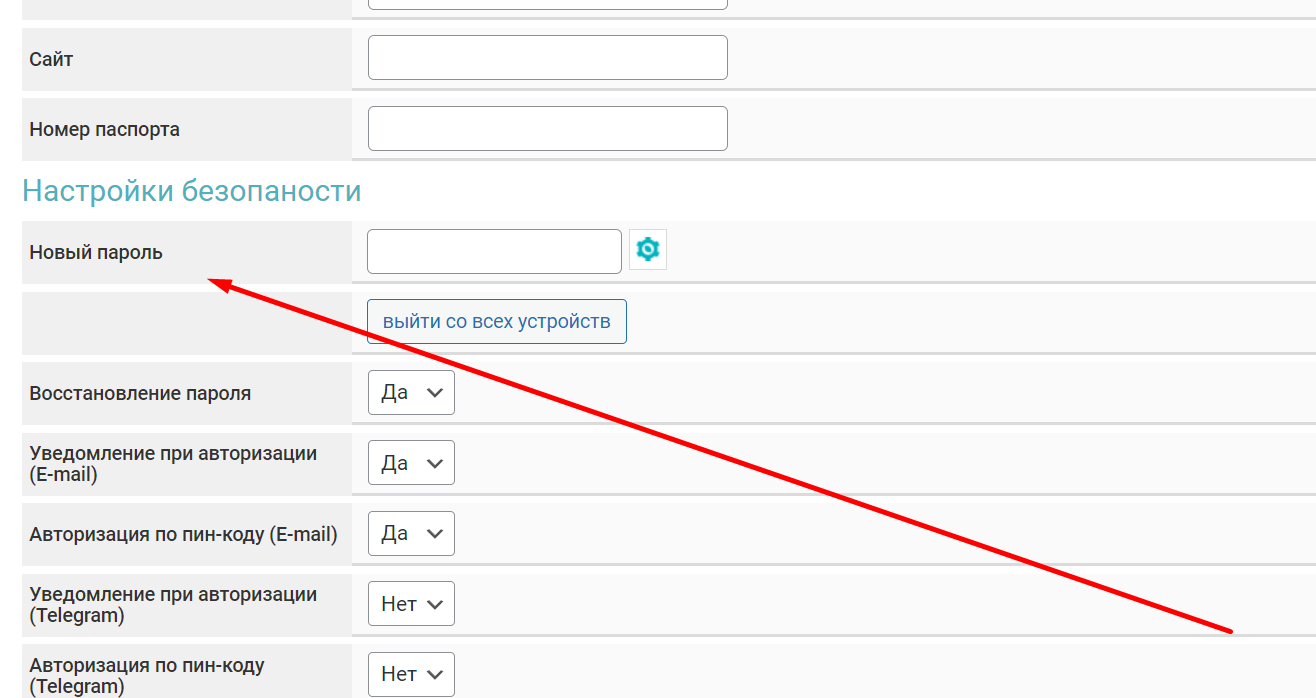 Сайт
Номер паспорта
Настройки безопаности
Новый пароль
выйти со всех устройств
Восстановление пароля
Да
Уведомление при авторизации
(E-mail)
Да
Авторизация по пин-коду (E-mail)
Да
Уведомление при авторизации
(Telegram)
Нет
Авторизация по пин-коду
(Telegram)
Нет